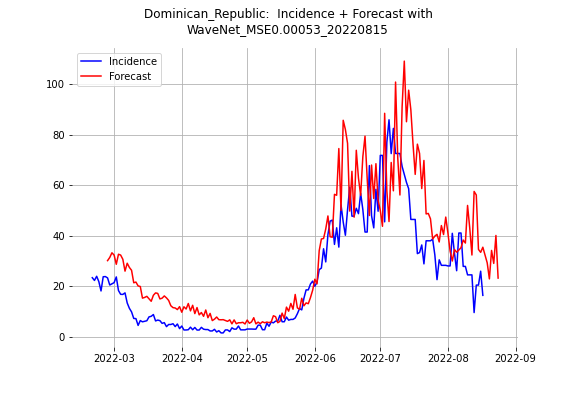 Dominican_Republic:  Incidence + Forecast with
WaveNet_MSE0.00053_20220815
Incidence
Forecast
100
80
60
40
20
0
2022-03 2022-04 2022-05 2022-06 2022-07 2022-08 2022-09